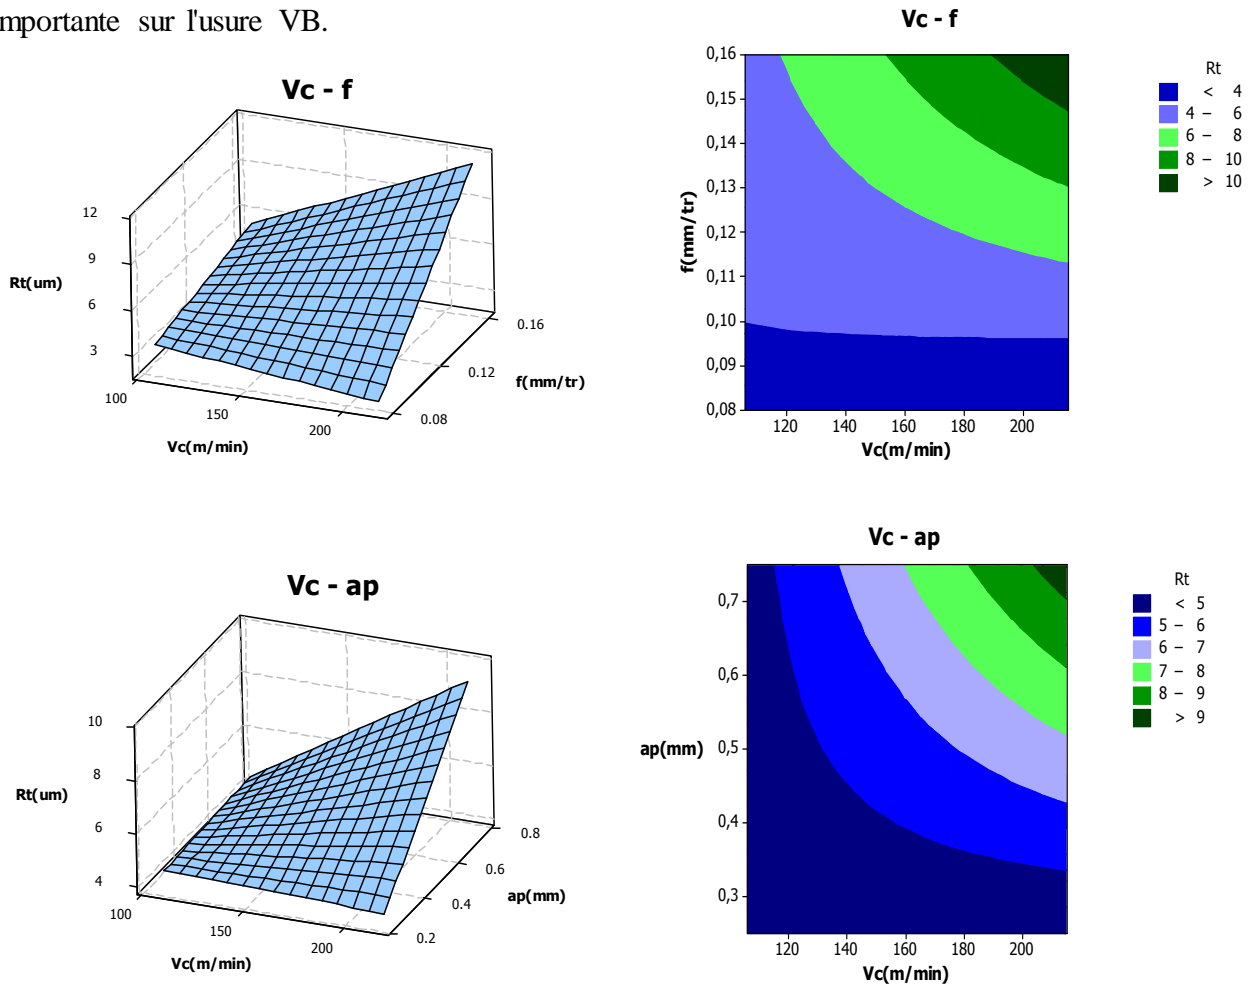 mportante sur l'usure VB.
Vc - f
12
9
6
3
Rt(um)
100
150
200
Vc(m/min)
0.08
0.12
0.16
f(mm/tr)
Vc - f
0,16
0,15
0,14
0,13
0,12
0,11
0,10
0,09
0,08
f(mm/tr)
120 140 160 180 200
Vc(m/min)
Rt
< 4
4 – 6
6 – 8
8 – 10
> 10
Vc - ap
10
8
6
4
Rt(um)
100
150
200
Vc(m/min)
0.2
0.4
0.6
0.8
ap(mm)
Vc - ap
0,7
0,6
0,5
0,4
0,3
ap(mm)
120 140 160 180 200
Vc(m/min)
Rt
< 5
5 – 6
6 – 7
7 – 8
8 – 9
> 9